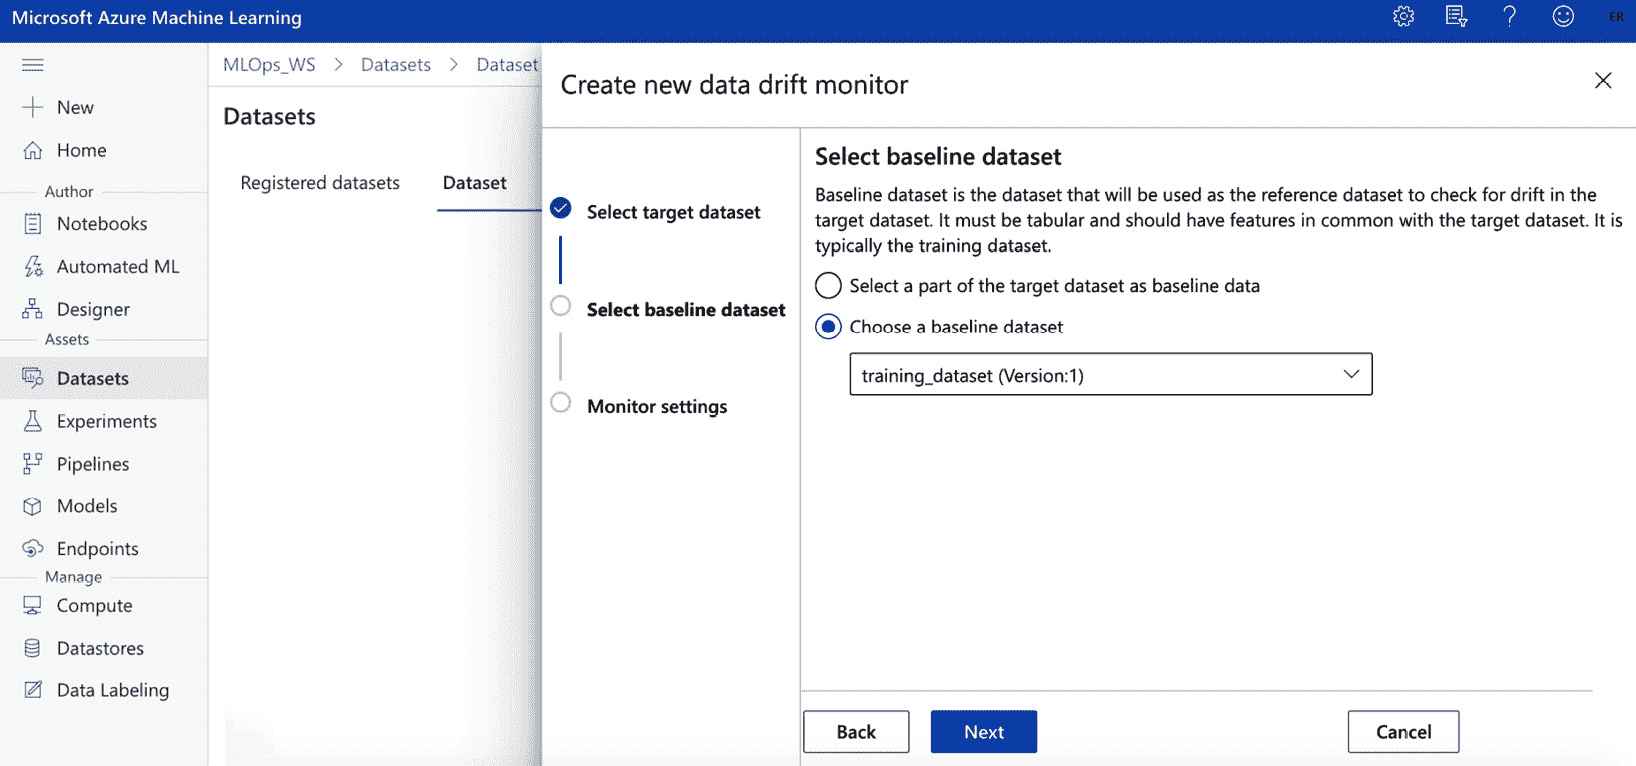 Microsoft Azure Machine Learning
ER
New
Home
Author
Notebooks
Automated ML
Designer
Assets
Datasets
Experiments
Pipelines
Models
Endpoints
Manage
Compute
Datastores
Data Labeling
MLOps_WS > Datasets > Dataset
Datasets
Registered datasets
Dataset
Create new data drift monitor
Select target dataset
Select baseline dataset
Monitor settings
Select baseline dataset
Baseline dataset is the dataset that will be used as the reference dataset to check for drift in the
target dataset. It must be tabular and should have features in common with the target dataset. It is
typically the training dataset.
Select a part of the target dataset as baseline data
Choose a baseline dataset
training_dataset (Version:1)
Back
Next
Cancel